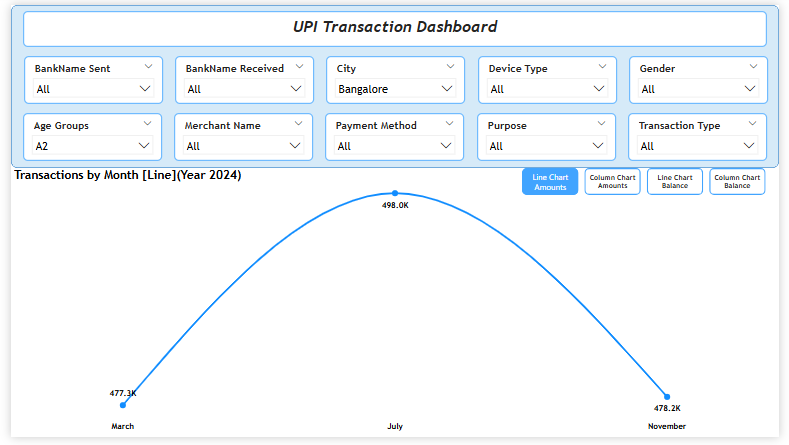 UPI Transaction Dashboard
BankName Sent
All
BankName Received
All
City
Bangalore
Device Type
All
Gender
All
Age Groups
A2
Merchant Name
All
Payment Method
All
Purpose
All
Transaction Type
All
Transactions by Month [Line](Year 2024)
Line Chart
Amounts
Column Chart
Amounts
Line Chart
Balance
Column Chart
Balance
498.0K
477.3K
478.2K
March
July
November